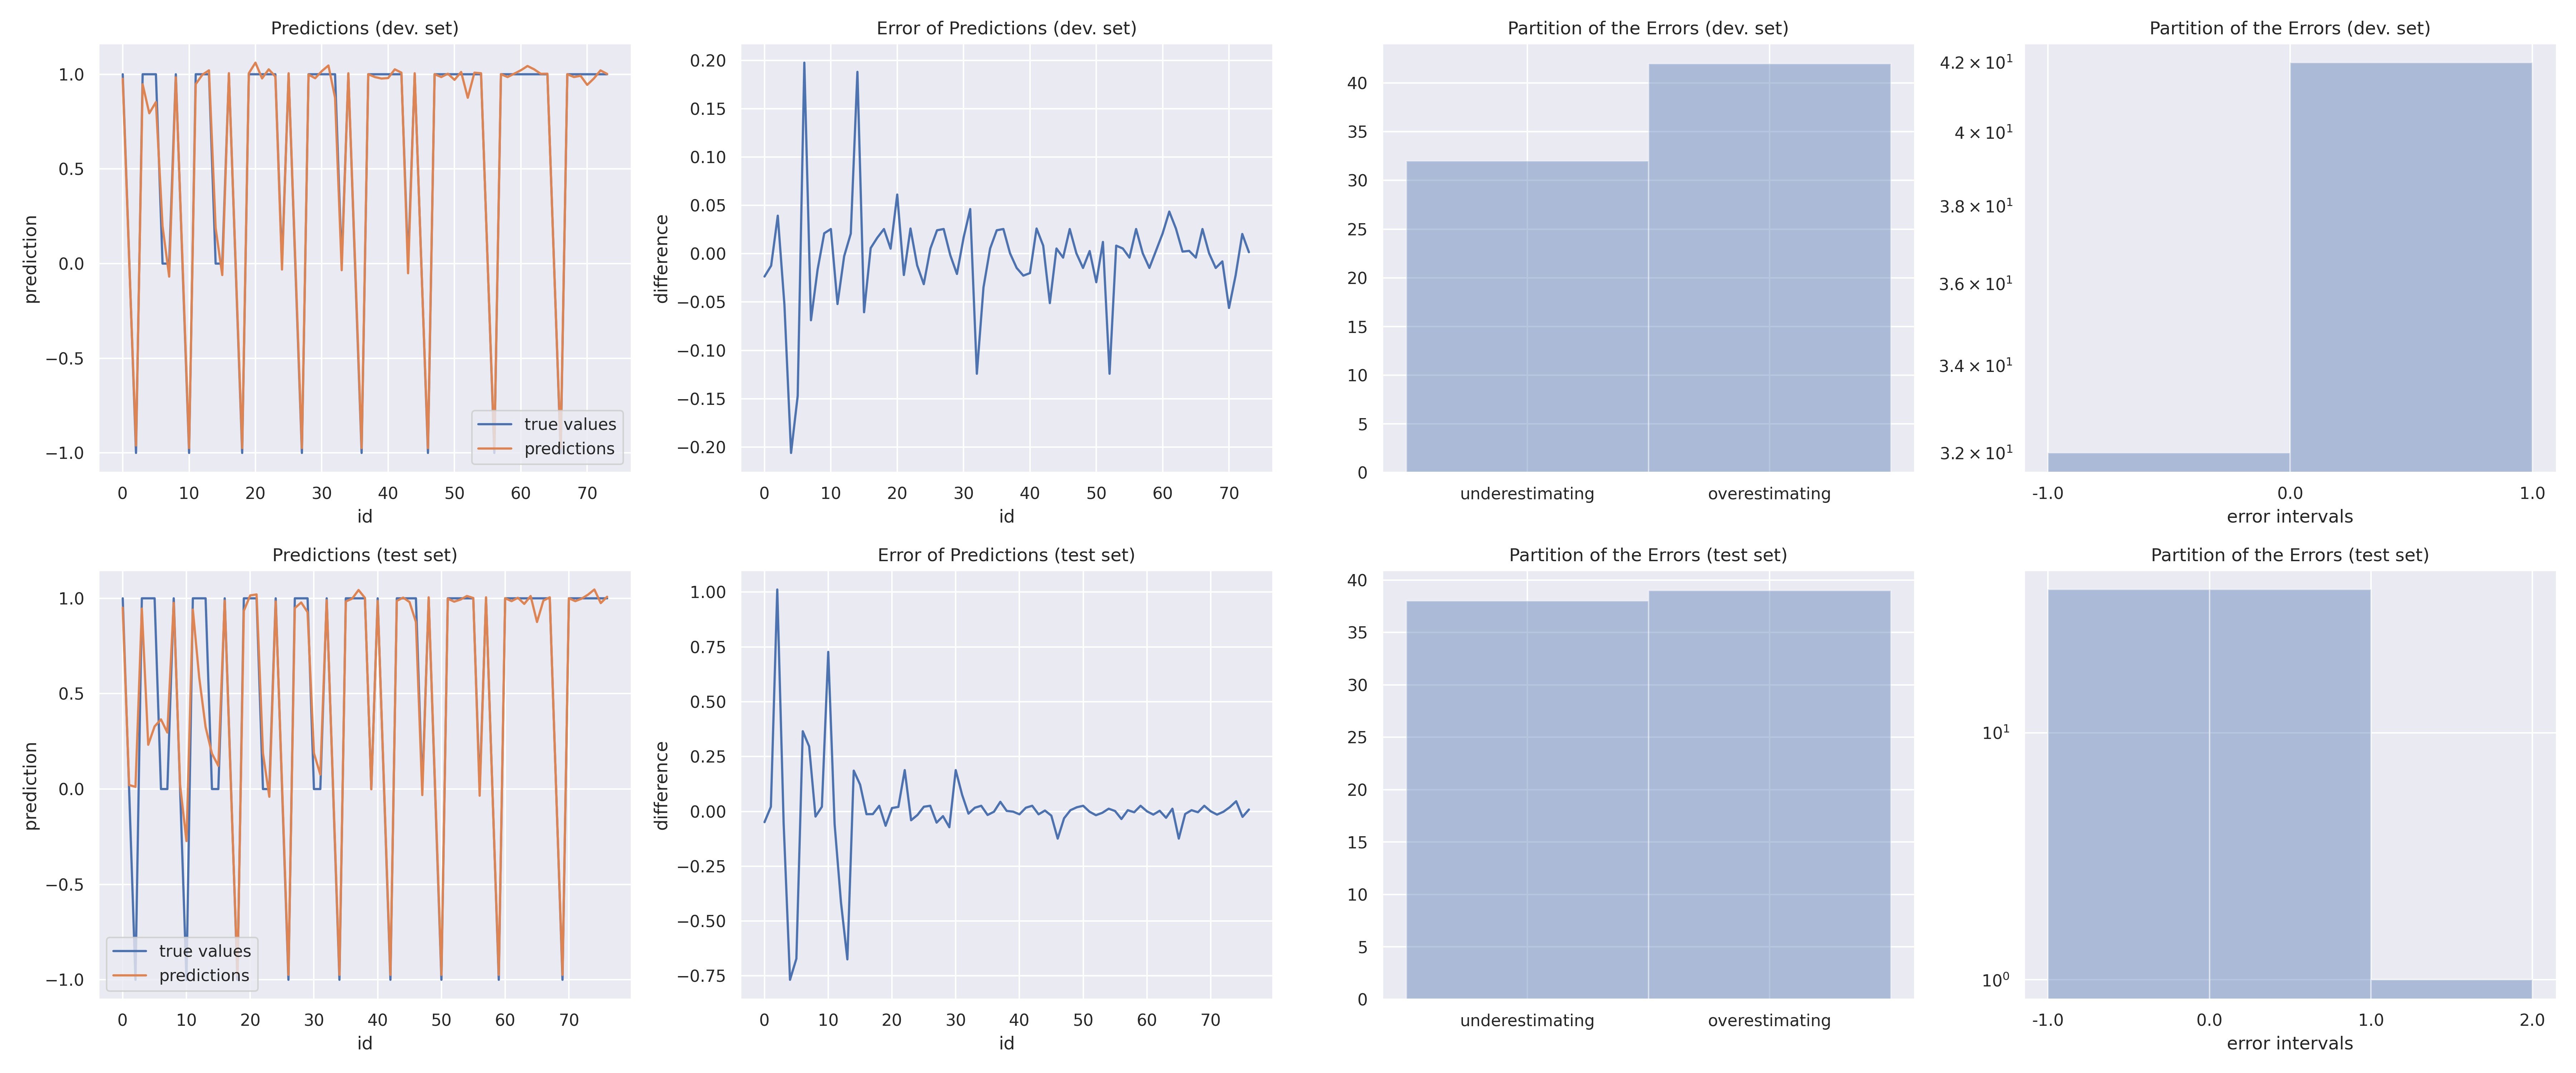 Predictions (dev. set)
prediction
1.0
0.5
0.0
−0.5
−1.0
0 10 20 30 40 50 60 70
id
true values
predictions
Error of Predictions (dev. set)
difference
0.20
0.15
0.10
0.05
0.00
−0.05
−0.10
−0.15
−0.20
0 10 20 30 40 50 60 70
id
Partition of the Errors (dev. set)
40
35
30
25
20
15
10
5
0
underestimating overestimating
Partition of the Errors (dev. set)
4.2 × 10¹
4 × 10¹
3.8 × 10¹
3.6 × 10¹
3.4 × 10¹
3.2 × 10¹
-1.0 0.0 1.0
error intervals
Predictions (test set)
prediction
1.0
0.5
0.0
−0.5
−1.0
0 10 20 30 40 50 60 70
id
true values
predictions
Error of Predictions (test set)
difference
1.00
0.75
0.50
0.25
0.00
−0.25
−0.50
−0.75
0 10 20 30 40 50 60 70
id
Partition of the Errors (test set)
40
35
30
25
20
15
10
5
0
underestimating overestimating
Partition of the Errors (test set)
10¹
10⁰
-1.0 0.0 1.0 2.0
error intervals